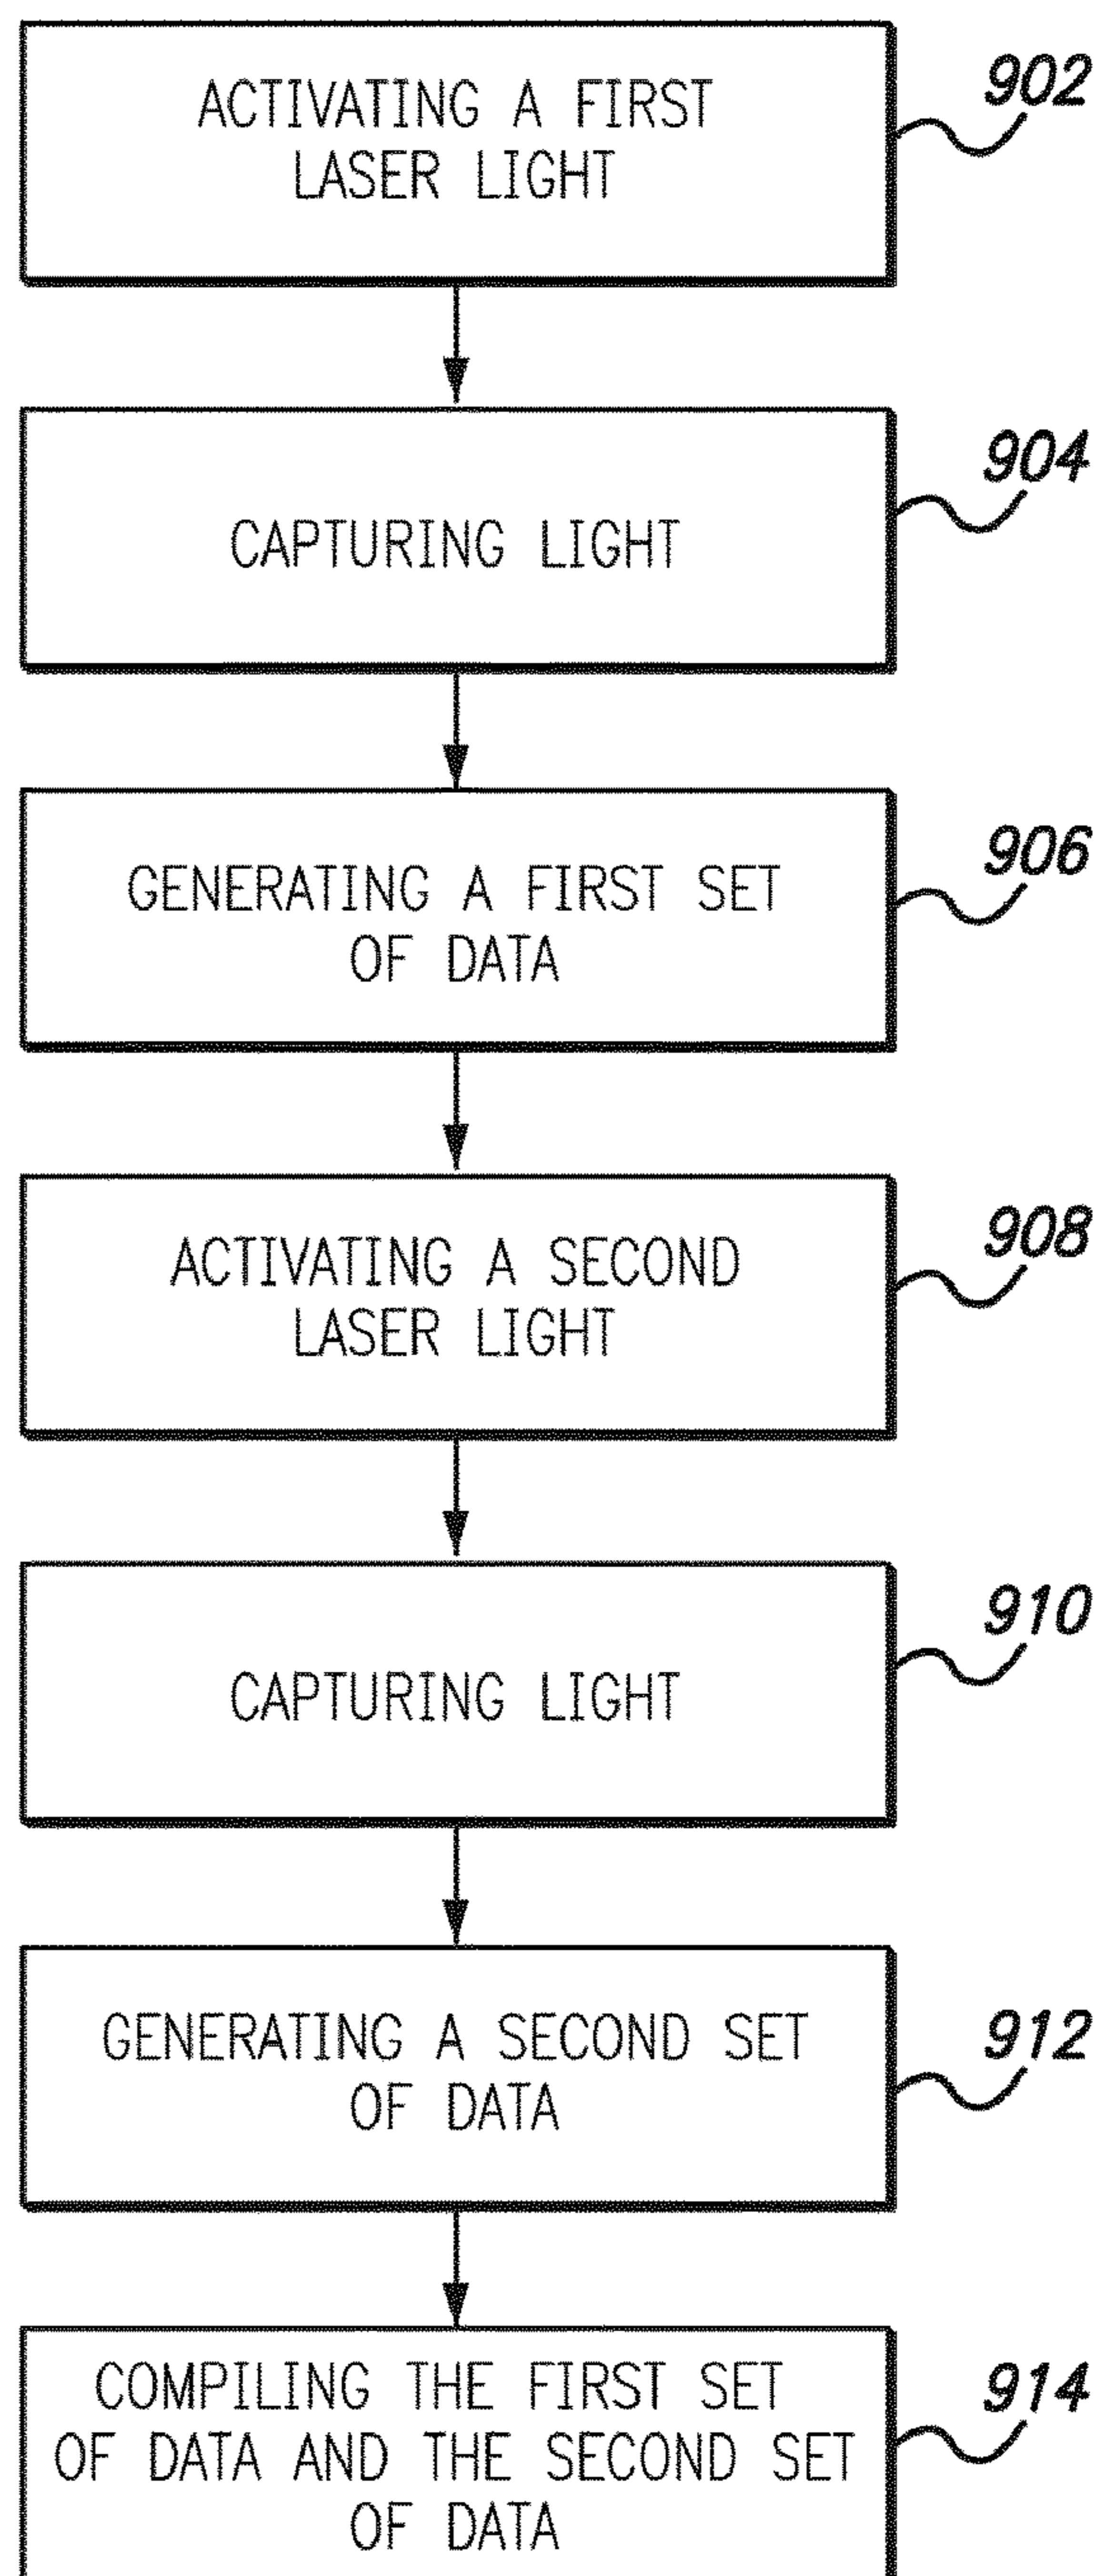 ACTIVATING A FIRST
LASER LIGHT
902
CAPTURING LIGHT
904
GENERATING A FIRST SET
OF DATA
906
ACTIVATING A SECOND
LASER LIGHT
908
CAPTURING LIGHT
910
GENERATING A SECOND SET
OF DATA
912
COMPILING THE FIRST SET
OF DATA AND THE SECOND SET
OF DATA
914